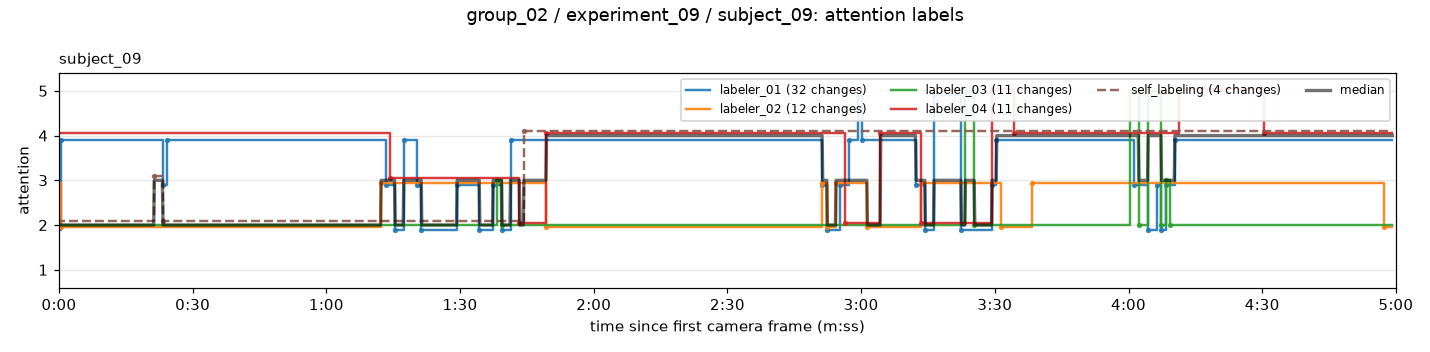 group_02 / experiment_09 / subject_09: attention labels
subject_09
labeler_01 (32 changes)
labeler_02 (12 changes)
labeler_03 (11 changes)
labeler_04 (11 changes)
self_labeling (4 changes)
median
attention
5
4
3
2
1
0:00 0:30 1:00 1:30 2:00 2:30 3:00 3:30 4:00 4:30 5:00
time since first camera frame (m:ss)